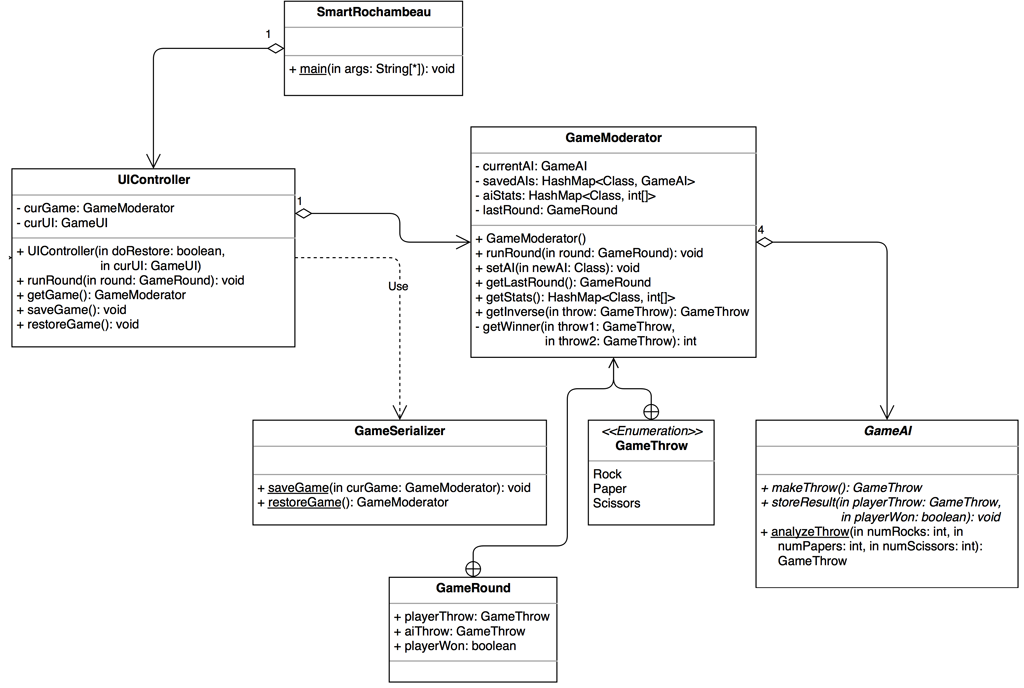 SmartRochambeau
1
+ main(in args: String[*]): void
GameModerator
- currentAI: GameAI
- savedAIs: HashMap<Class, GameAI>
- aiStats: HashMap<Class, int[]>
- lastRound: GameRound
+ GameModerator()
+ runRound(in round: GameRound): void
+ setAI(in newAI: Class): void
+ getLastRound(): GameRound
+ getStats(): HashMap<Class, int[]>
+ getInverse(in throw: GameThrow): GameThrow
- getWinner(in throw1: GameThrow,
in throw2: GameThrow): int
UIController
1
- curGame: GameModerator
- curUI: GameUI
+ UIController(in doRestore: boolean,
in curUI: GameUI)
+ runRound(in round: GameRound): void
+ getGame(): GameModerator
+ saveGame(): void
+ restoreGame(): void
4
Use
GameSerializer
+ saveGame(in curGame: GameModerator): void
+ restoreGame(): GameModerator
<<Enumeration>>
GameThrow
Rock
Paper
Scissors
GameAI
+ makeThrow(): GameThrow
+ storeResult(in playerThrow: GameThrow,
in playerWon: boolean): void
+ analyzeThrow(in numRocks: int, in
numPapers: int, in numScissors: int):
GameThrow
GameRound
+ playerThrow: GameThrow
+ aiThrow: GameThrow
+ playerWon: boolean